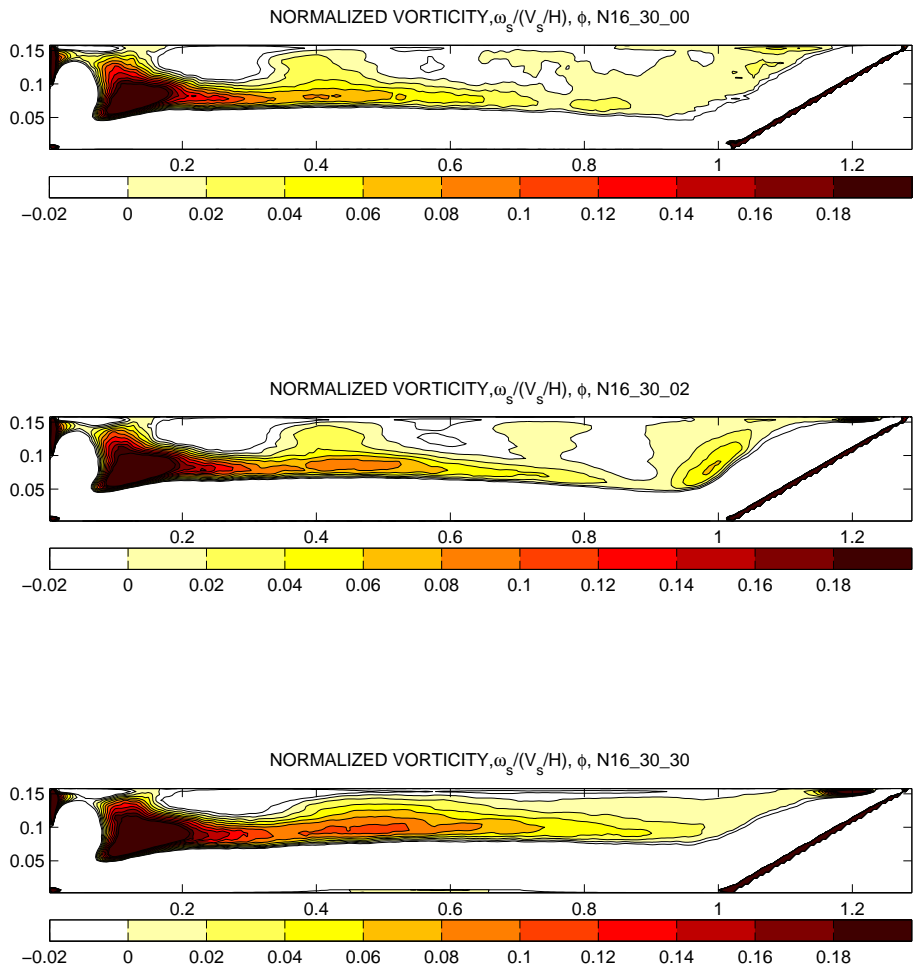 NORMALIZED VORTICITY,ω_s/(V_s/H), ϕ, N16_30_00
0.15
0.1
0.05
0.2 0.4 0.6 0.8 1 1.2
−0.02 0 0.02 0.04 0.06 0.08 0.1 0.12 0.14 0.16 0.18
NORMALIZED VORTICITY,ω_s/(V_s/H), ϕ, N16_30_02
0.15
0.1
0.05
0.2 0.4 0.6 0.8 1 1.2
−0.02 0 0.02 0.04 0.06 0.08 0.1 0.12 0.14 0.16 0.18
NORMALIZED VORTICITY,ω_s/(V_s/H), ϕ, N16_30_30
0.15
0.1
0.05
0.2 0.4 0.6 0.8 1 1.2
−0.02 0 0.02 0.04 0.06 0.08 0.1 0.12 0.14 0.16 0.18